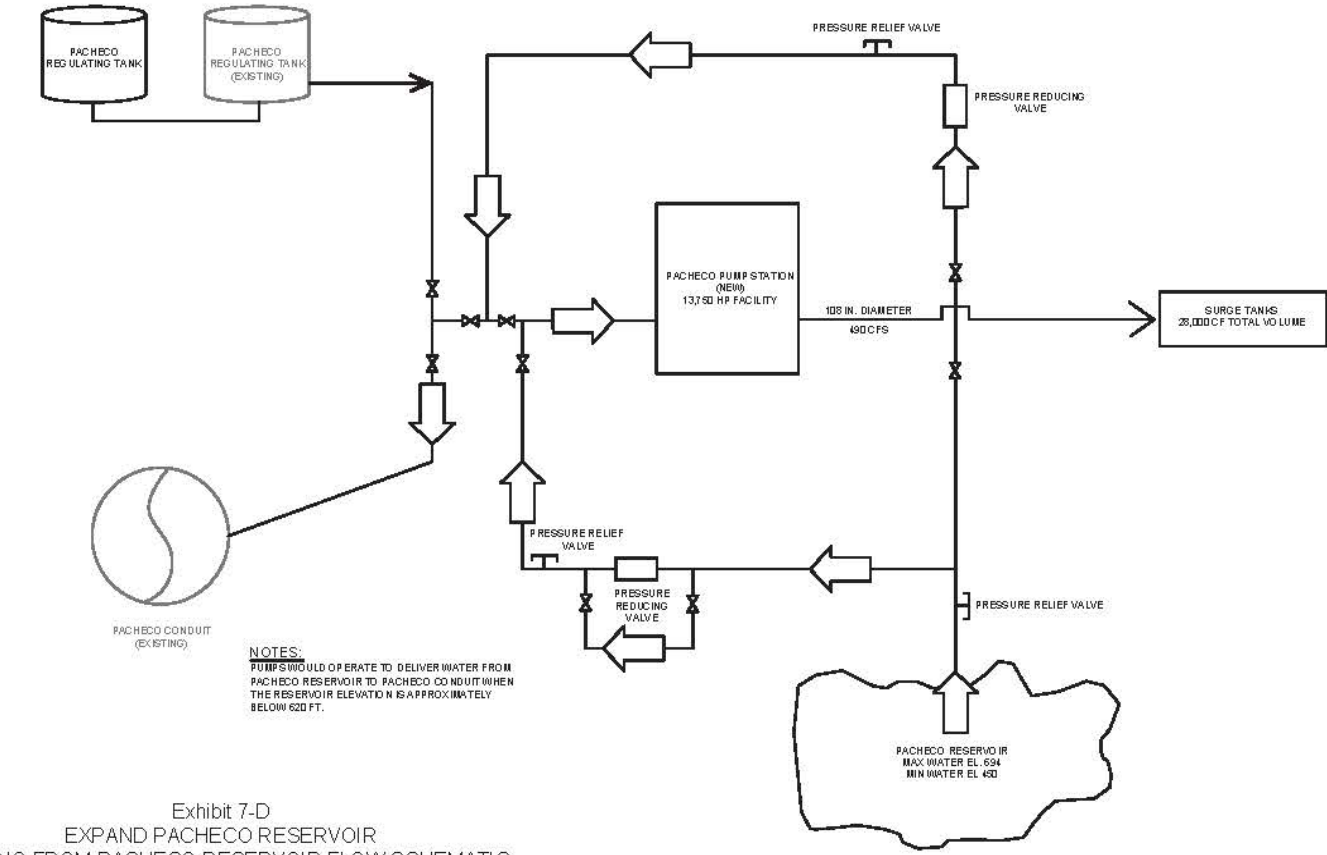 PACHECO
REGULATING TANK
PACHECO
REGULATING TANK
(EXISTING)
PRESSURE RELIEF VALVE
PRESSURE REDUCING
VALVE
PACHECO PUMP STATION
(NEW)
13,750 HP FACILITY
108 IN. DIAMETER
490 CFS
SURGE TANKS
28,000 CF TOTAL VOLUME
PRESSURE RELIEF
VALVE
PRESSURE
REDUCING
VALVE
PRESSURE RELIEF VALVE
PACHECO CONDUIT
(EXISTING)
NOTES:
PUMPS WOULD OPERATE TO DELIVER WATER FROM
PACHECO RESERVOIR TO PACHECO CONDUIT WHEN
THE RESERVOIR ELEVATION IS APPROXIMATELY
BELOW 620 FT.
PACHECO RESERVOIR
MAX WATER EL. 694
MIN WATER EL 450
Exhibit 7-D
EXPAND PACHECO RESERVOIR
FROM PACHECO RESERVOIR FLOW SCHEMATIC